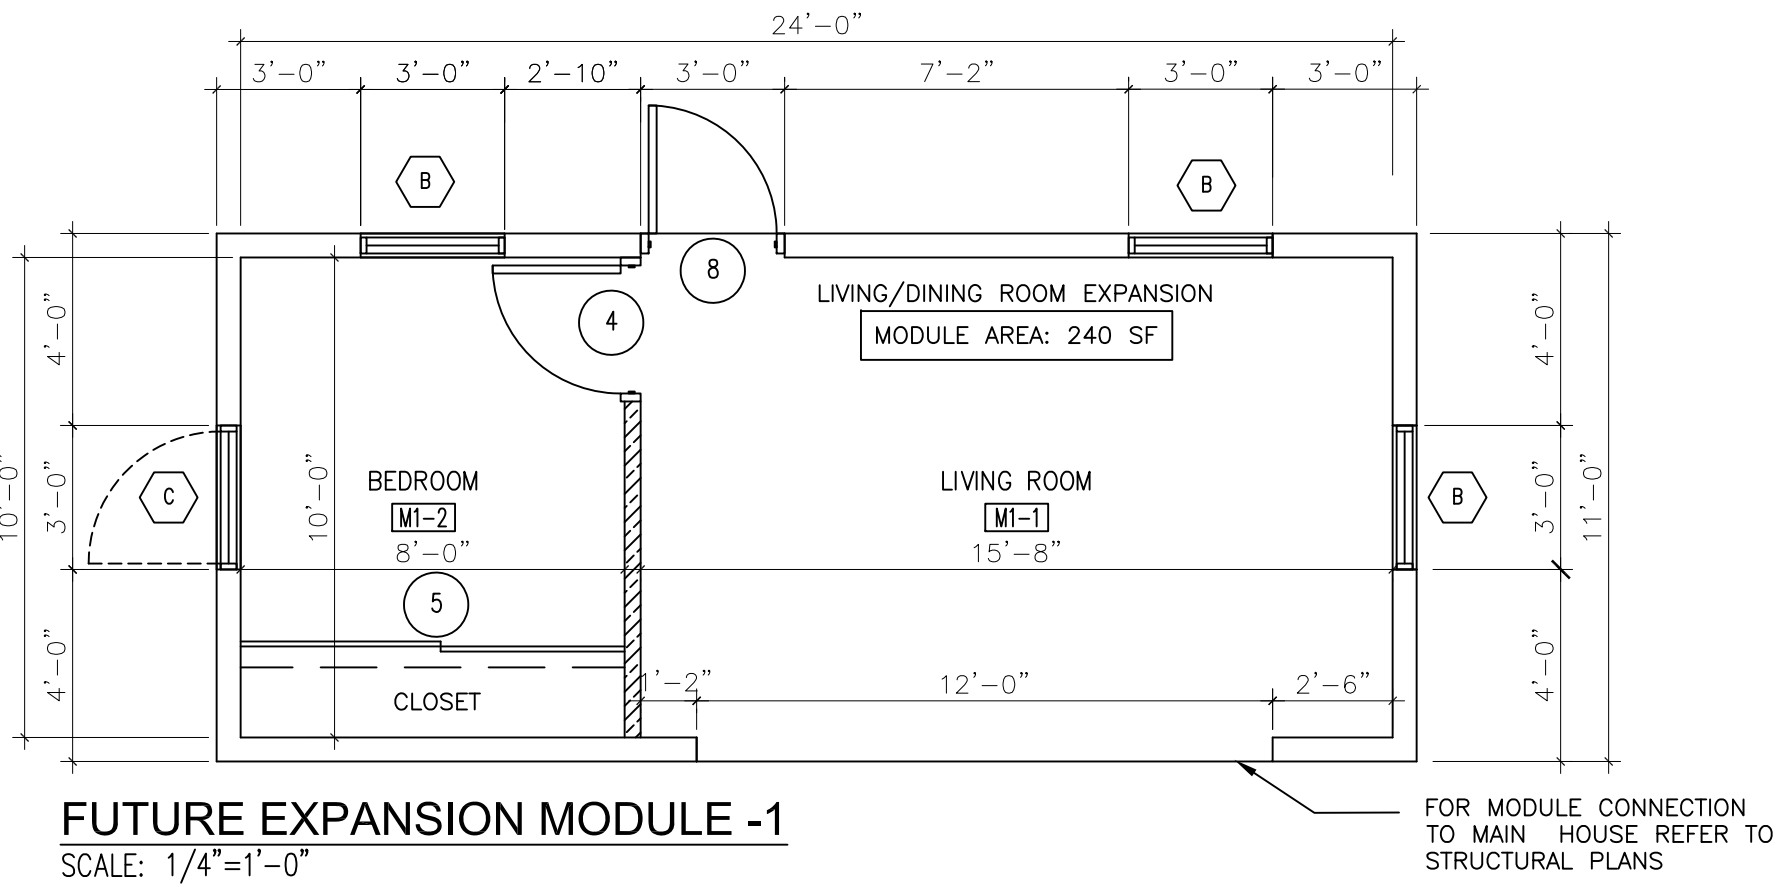 24'-0"
3'-0" 3'-0" 2'-10" 3'-0" 7'-2" 3'-0" 3'-0"
B
B
8
4
LIVING/DINING ROOM EXPANSION
MODULE AREA: 240 SF
4'-0"
4'-0"
10'-0"
3'-0"
C
10'-0"
BEDROOM
M1-2
8'-0"
5
LIVING ROOM
M1-1
15'-8"
B
3'-0"
11'-0"
4'-0"
CLOSET
1'-2"
12'-0"
2'-6"
4'-0"
FUTURE EXPANSION MODULE -1
SCALE: 1/4"=1'-0"
FOR MODULE CONNECTION
TO MAIN HOUSE REFER TO
STRUCTURAL PLANS